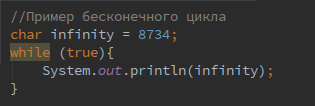 //Пример бесконечного цикла
char infinity = 8734;
while (true){
    System.out.println(infinity);
}